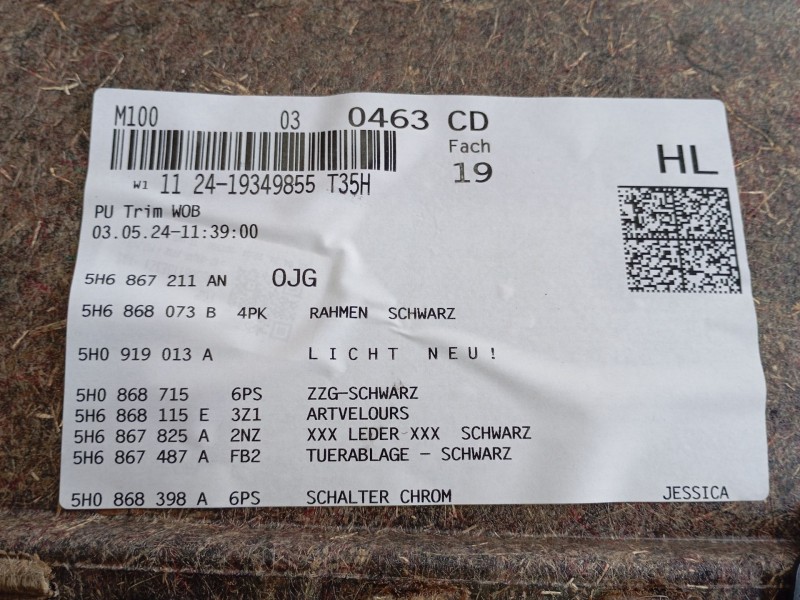 M100 03 0463 CD
Fach
19
HL
W1 11 24-19349855 T35H
PU Trim WOB
03.05.24-11:39:00
5H6 867 211 AN OJG
5H6 868 073 B 4PK RAHMEN SCHWARZ
5H0 919 013 A LICHT NEU!
5H0 868 715 6PS ZZG-SCHWARZ
5H6 868 115 E 3Z1 ARTVELOURS
5H6 867 825 A 2NZ XXX LEDER XXX SCHWARZ
5H6 867 487 A FB2 TUERABLAGE - SCHWARZ
5H0 868 398 A 6PS SCHALTER CHROM JESSICA